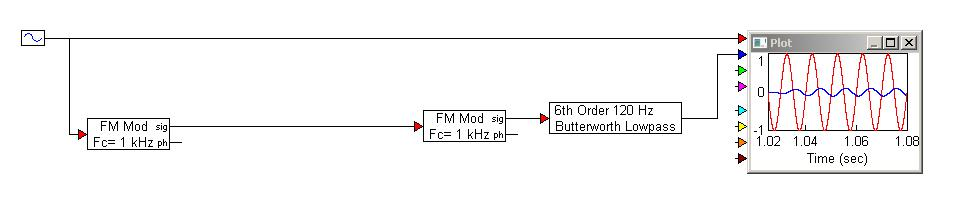 Plot
1
0
-1
1.02 1.04 1.06 1.08
Time (sec)
FM Mod sig
Fc= 1 kHz ph
FM Mod sig
Fc= 1 kHz ph
6th Order 120 Hz
Butterworth Lowpass